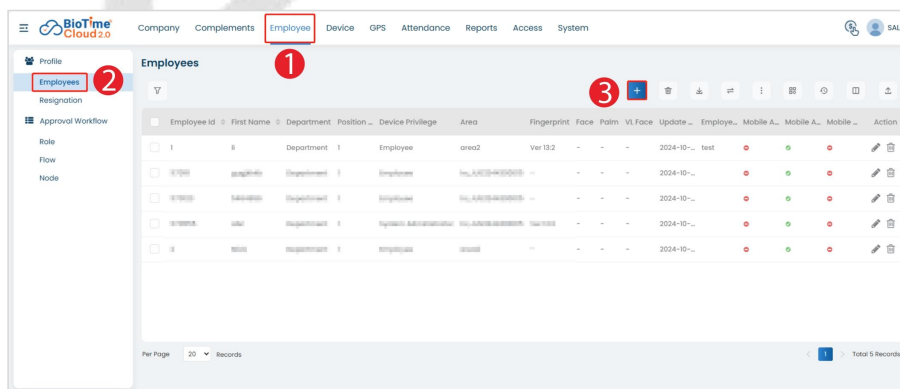 BioTime Cloud 2.0
Company Complements Employee Device GPS Attendance Reports Access System SAL
1
Profile
Employees
2
Resignation
Approval Workflow
Role
Flow
Node
Employees
3
Employee Id First Name Department Position ... Device Privilege Area Fingerprint Face Palm VL Face Update ... Employe... Mobile A... Mobile A... Mobile ... Action
1 li Department 1 Employee area2 Ver 13:2 - - - 2024-10-... test
- - - 2024-10-...
- - - 2024-10-...
- - - 2024-10-...
- - - 2024-10-...
Per Page 20 Records 1 Total 5 Records